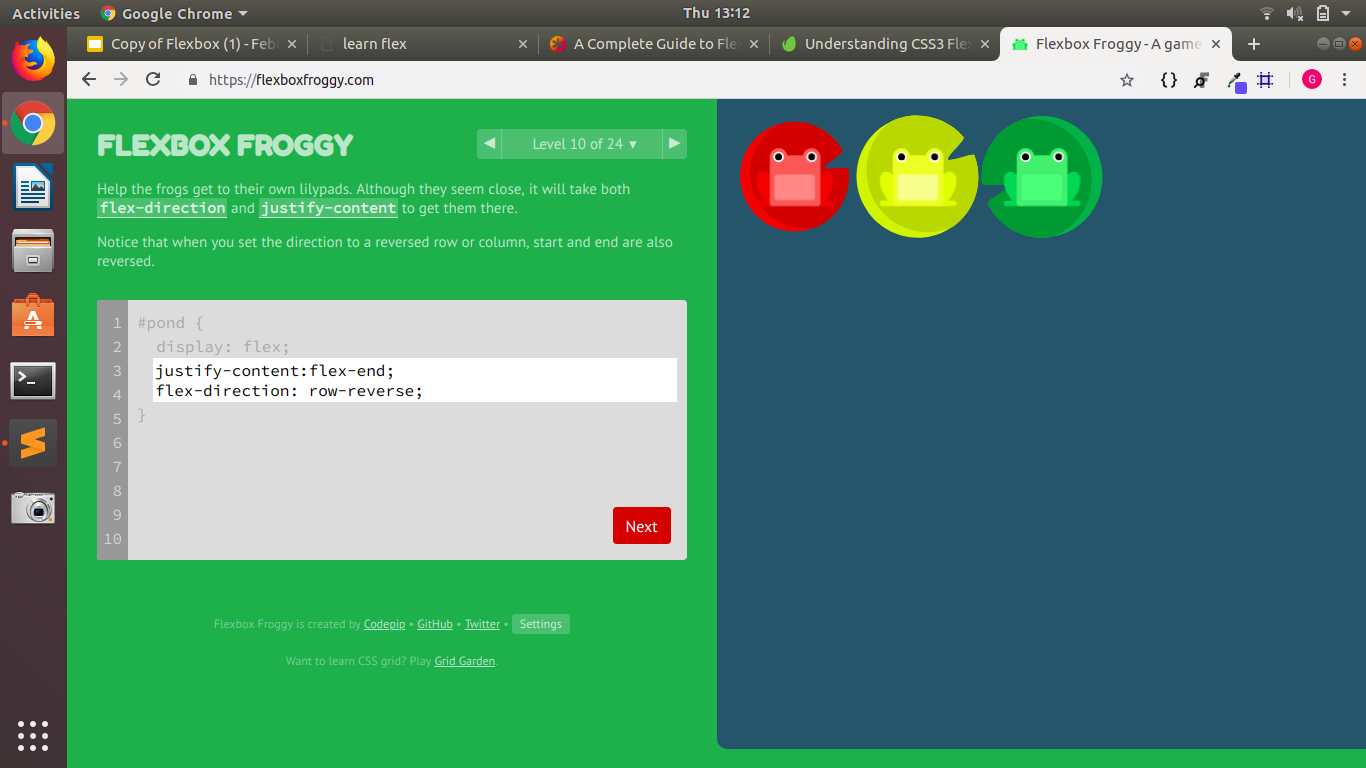 Activities Google Chrome Thu 13:12
Copy of Flexbox (1) - Feb learn flex A Complete Guide to Fle Understanding CSS3 Fle Flexbox Froggy - A game
https://flexboxfroggy.com G
FLEXBOX FROGGY
Level 10 of 24 ▾
Help the frogs get to their own lilypads. Although they seem close, it will take both
flex-direction and justify-content to get them there.
Notice that when you set the direction to a reversed row or column, start and end are also
reversed.
1 #pond {
2 display: flex;
3 justify-content:flex-end;
4 flex-direction: row-reverse;
5 }
6
7
8
9
10
Next
Flexbox Froggy is created by Codepip • GitHub • Twitter • Settings
Want to learn CSS grid? Play Grid Garden.